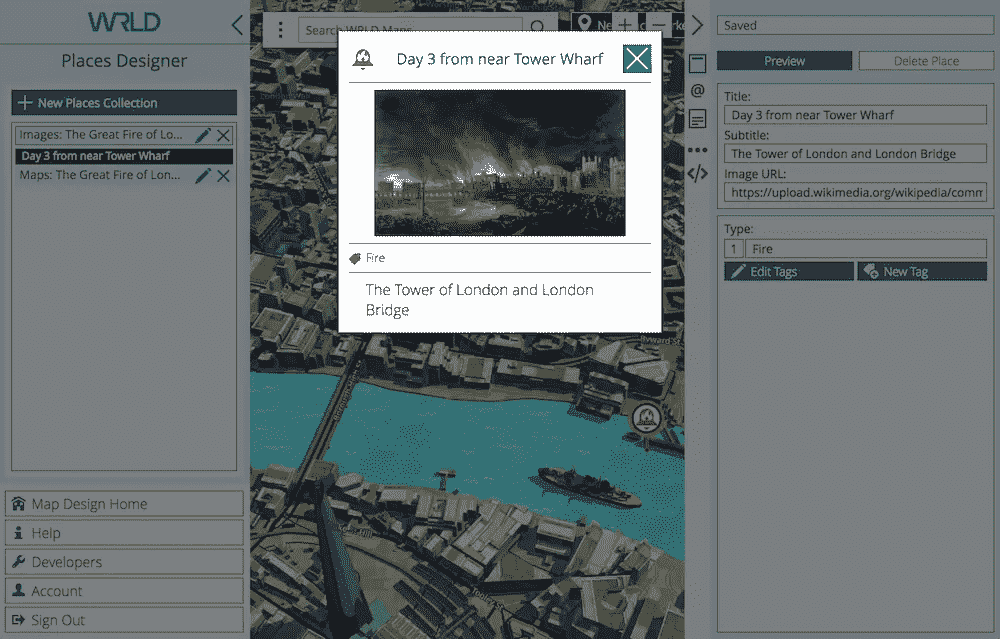 WRLD
Places Designer
New Places Collection
Images: The Great Fire of Lo...
Day 3 from near Tower Wharf
Maps: The Great Fire of Lon...
Map Design Home
Help
Developers
Account
Sign Out
Search WRLD Maps
Day 3 from near Tower Wharf
Fire
The Tower of London and London
Bridge
Byward St
Saved
Preview
Delete Place
Title:
Day 3 from near Tower Wharf
Subtitle:
The Tower of London and London Bridge
Image URL:
https://upload.wikimedia.org/wikipedia/comm
Type:
1 Fire
Edit Tags
New Tag